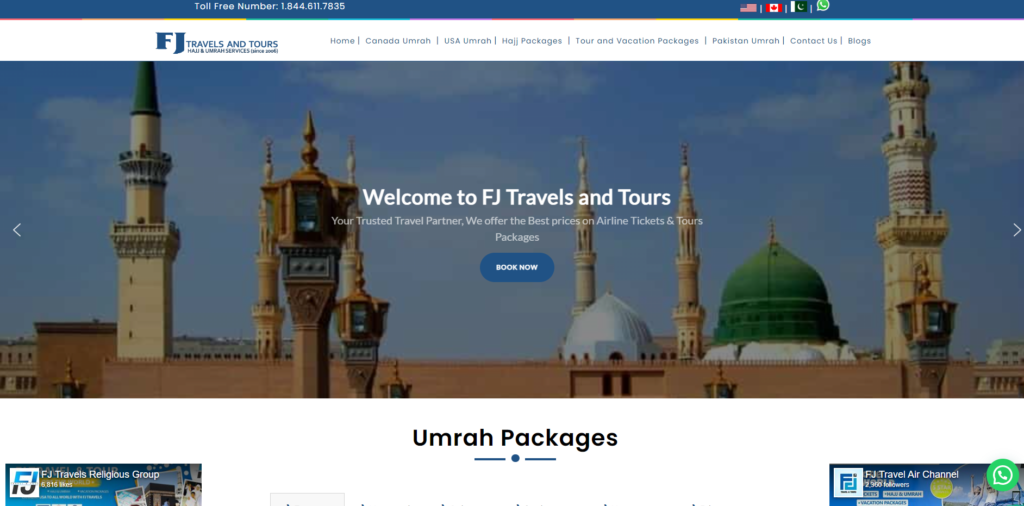 Toll Free Number: 1.844.611.7835 | | |
FJ TRAVELS AND TOURS
HAJJ & UMRAH SERVICES (since 2006)
Home | Canada Umrah | USA Umrah | Hajj Packages | Tour and Vacation Packages | Pakistan Umrah | Contact Us | Blogs
Welcome to FJ Travels and Tours
Your Trusted Travel Partner, We offer the Best prices on Airline Tickets & Tours
Packages
BOOK NOW
Umrah Packages
FJ Travels Religious Group
6,816 likes
FJ Travel Air Channel
2,360 followers
HAJJ & UMRAH
VACATION PACKAGES